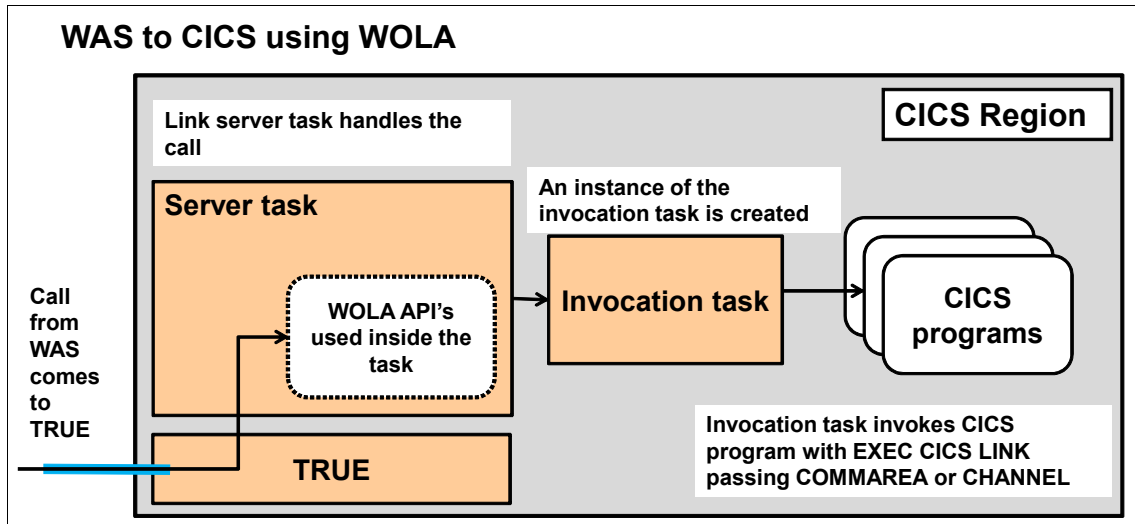 WAS to CICS using WOLA
CICS Region
Link server task handles the
call
Server task
An instance of the
invocation task is created
Call
from
WAS
comes
to
TRUE
WOLA API's
used inside the
task
Invocation task
CICS
programs
TRUE
Invocation task invokes CICS
program with EXEC CICS LINK
passing COMMAREA or CHANNEL